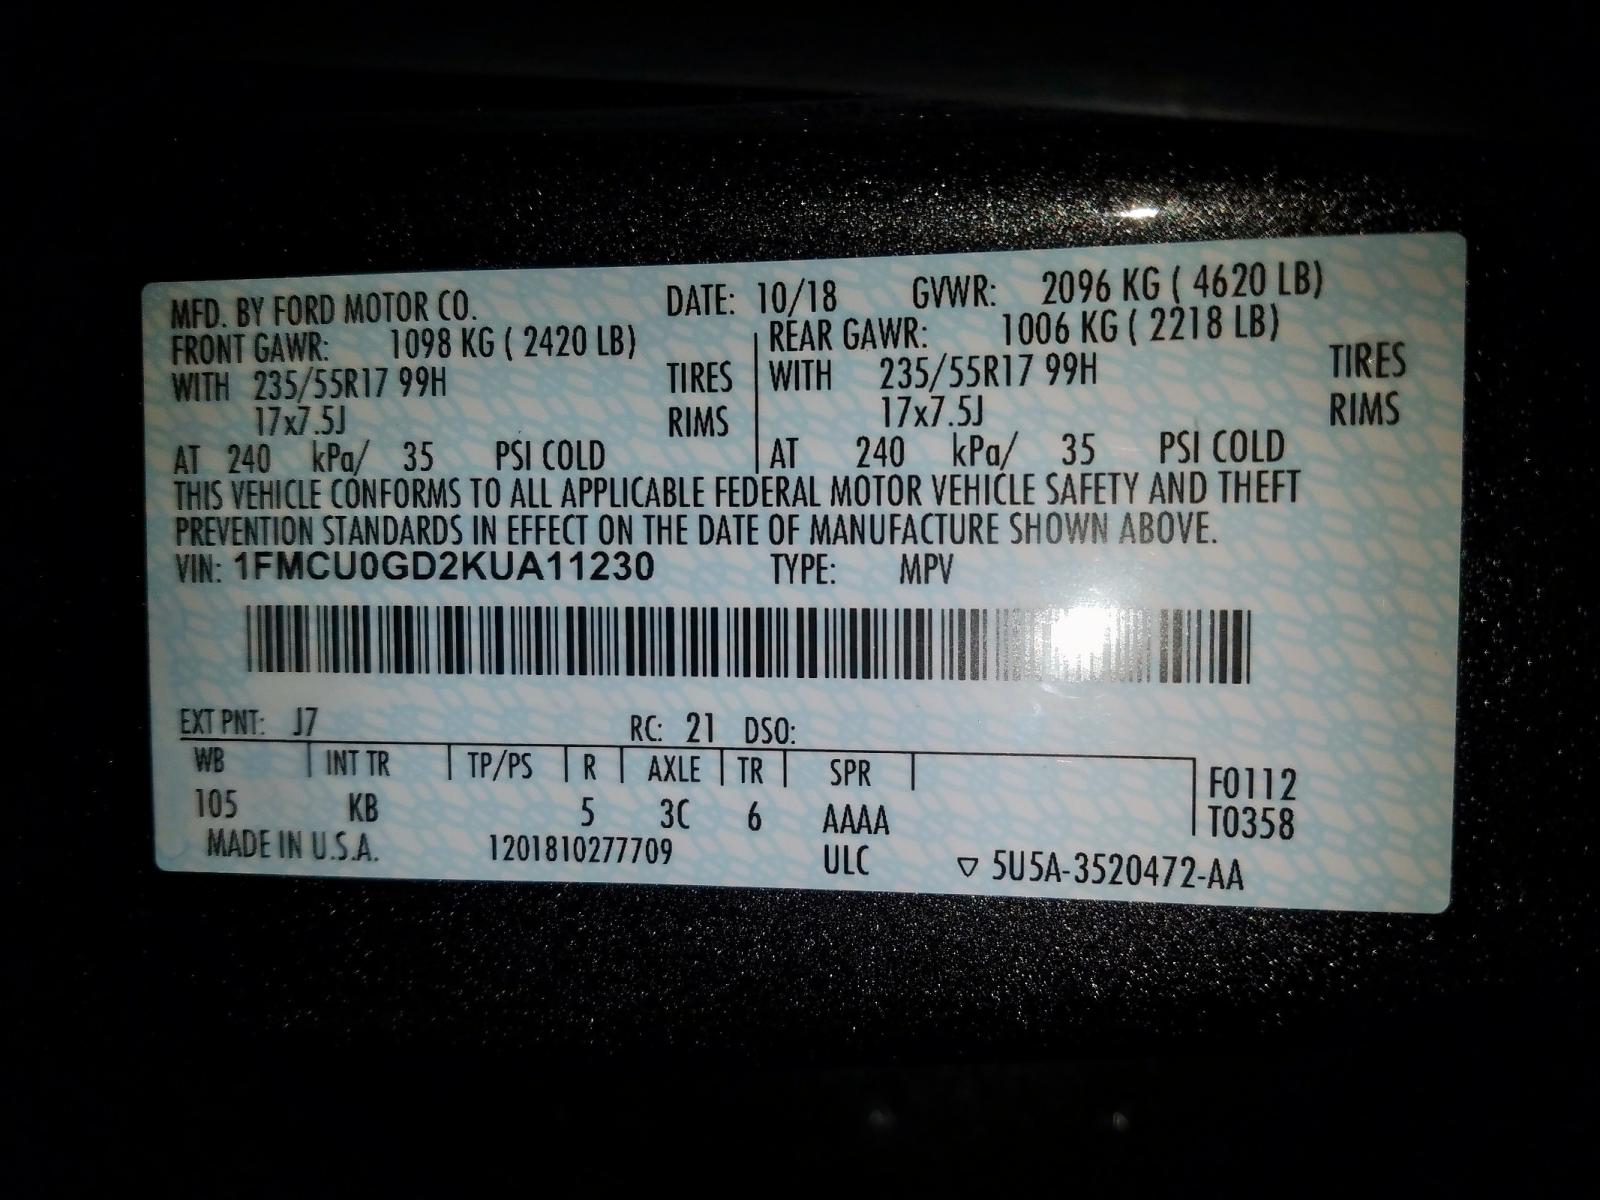 MFD. BY FORD MOTOR CO. DATE: 10/18 GVWR: 2096 KG ( 4620 LB)
FRONT GAWR: 1098 KG ( 2420 LB) REAR GAWR: 1006 KG ( 2218 LB)
WITH 235/55R17 99H TIRES WITH 235/55R17 99H TIRES
17x7.5J RIMS 17x7.5J RIMS
AT 240 kPa/ 35 PSI COLD AT 240 kPa/ 35 PSI COLD
THIS VEHICLE CONFORMS TO ALL APPLICABLE FEDERAL MOTOR VEHICLE SAFETY AND THEFT
PREVENTION STANDARDS IN EFFECT ON THE DATE OF MANUFACTURE SHOWN ABOVE.
VIN: 1FMCU0GD2KUA11230 TYPE: MPV
EXT PNT: J7 RC: 21 DSO:
WB INT TR TP/PS R AXLE TR SPR F0112
105 KB 5 3C 6 AAAA T0358
MADE IN U.S.A. 1201810277709 ULC ▽ 5U5A-3520472-AA